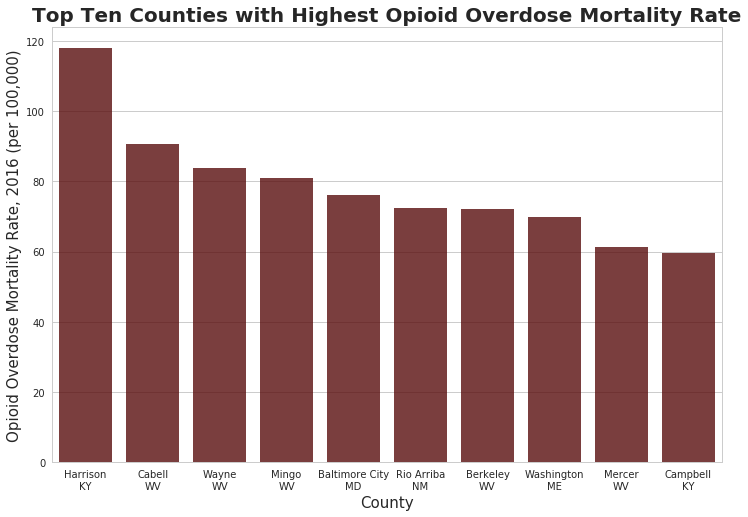 Top Ten Counties with Highest Opioid Overdose Mortality Rate
Opioid Overdose Mortality Rate, 2016 (per 100,000)
120
100
80
60
40
20
0
Harrison Cabell Wayne Mingo Baltimore City Rio Arriba Berkeley Washington Mercer Campbell
KY WV WV WV MD NM WV ME WV KY
County